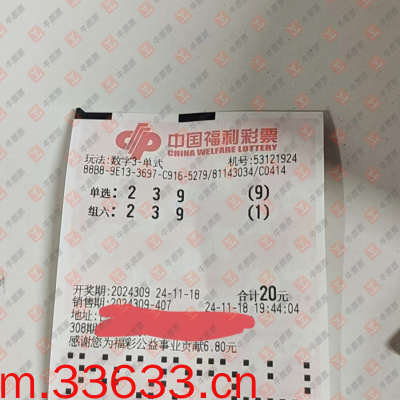 中国福利彩票
CHINA WELFARE LOTTERY
玩法:数字3-单式 机号:53121924
8888-9E13-3697-C916-5279/81143034/C0414
单选: 2 3 9 (9)
组六: 2 3 9 (1)
开奖期:2024309 24-11-18 合计20元
销售期:2024309-407 24-11-18 19:44:04
地址:
308期
感谢您为福彩公益事业贡献6.80元
m.33633.cn